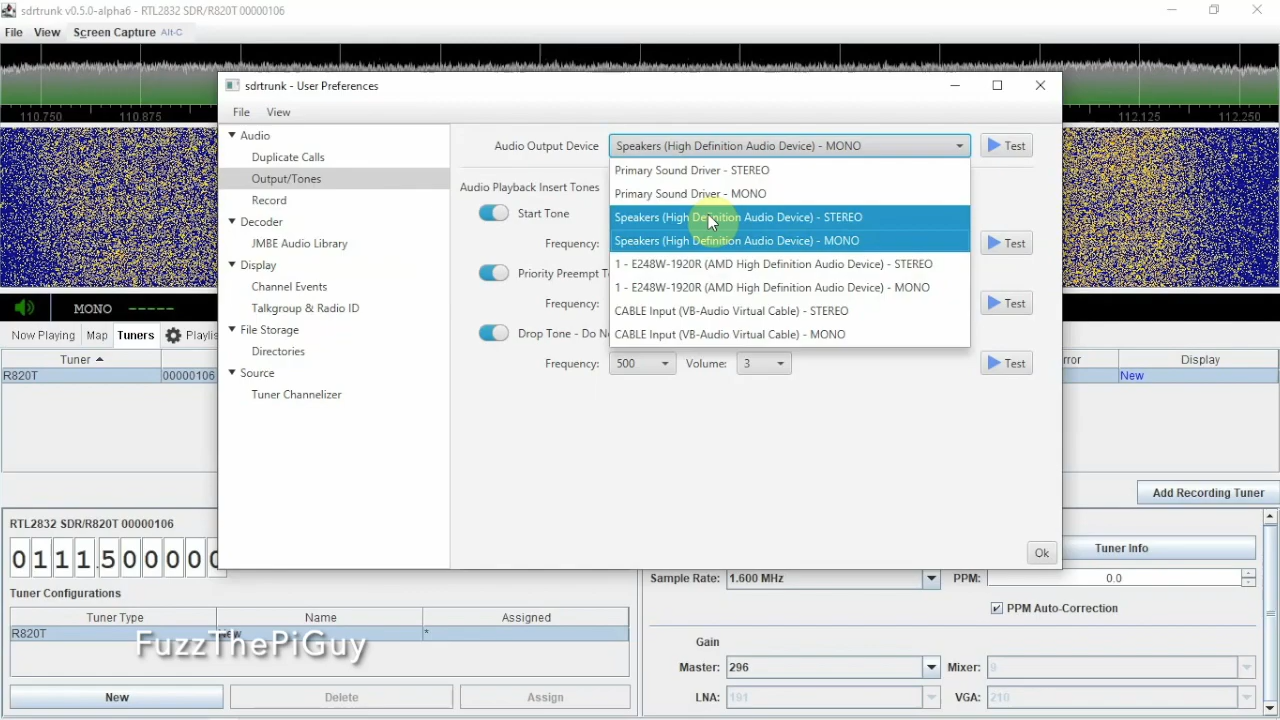 sdrtrunk v0.5.0-alpha6 - RTL2832 SDR/R820T 00000106
File View Screen Capture Alt-C
110.750 110.875 112.125 112.250
sdrtrunk - User Preferences
File View
Audio
Duplicate Calls
Output/Tones
Record
Decoder
JMBE Audio Library
Display
Channel Events
Talkgroup & Radio ID
File Storage
Directories
Source
Tuner Channelizer
Audio Output Device Speakers (High Definition Audio Device) - MONO Test
Primary Sound Driver - STEREO
Primary Sound Driver - MONO
Speakers (High Definition Audio Device) - STEREO
Speakers (High Definition Audio Device) - MONO
1 - E248W-1920R (AMD High Definition Audio Device) - STEREO
1 - E248W-1920R (AMD High Definition Audio Device) - MONO
CABLE Input (VB-Audio Virtual Cable) - STEREO
CABLE Input (VB-Audio Virtual Cable) - MONO
Audio Playback Insert Tones
Start Tone
Frequency: Test
Priority Preempt T
Frequency: Test
Drop Tone - Do N
Frequency: 500 Volume: 3 Test
Ok
MONO -----
Now Playing Map Tuners Playlis
Tuner rror Display
R820T 00000106 New
Add Recording Tuner
RTL2832 SDR/R820T 00000106
0111.500000
Tuner Configurations
Tuner Type Name Assigned
R820T New *
FuzzThePiGuy
New Delete Assign
Tuner Info
Sample Rate: 1.600 MHz PPM: 0.0
PPM Auto-Correction
Gain
Master: 296 Mixer: 9
LNA: 191 VGA: 210